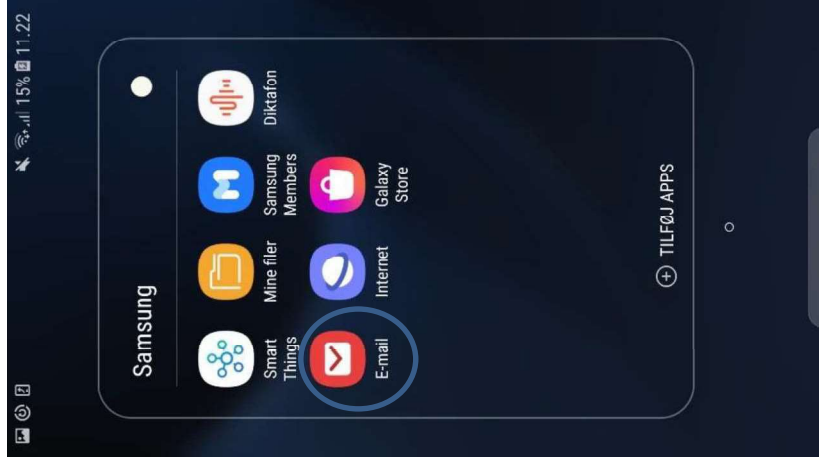 15% 11.22
Samsung
Smart
Things
Mine filer
Samsung
Members
Diktafon
E-mail
Internet
Galaxy
Store
TILFØJ APPS